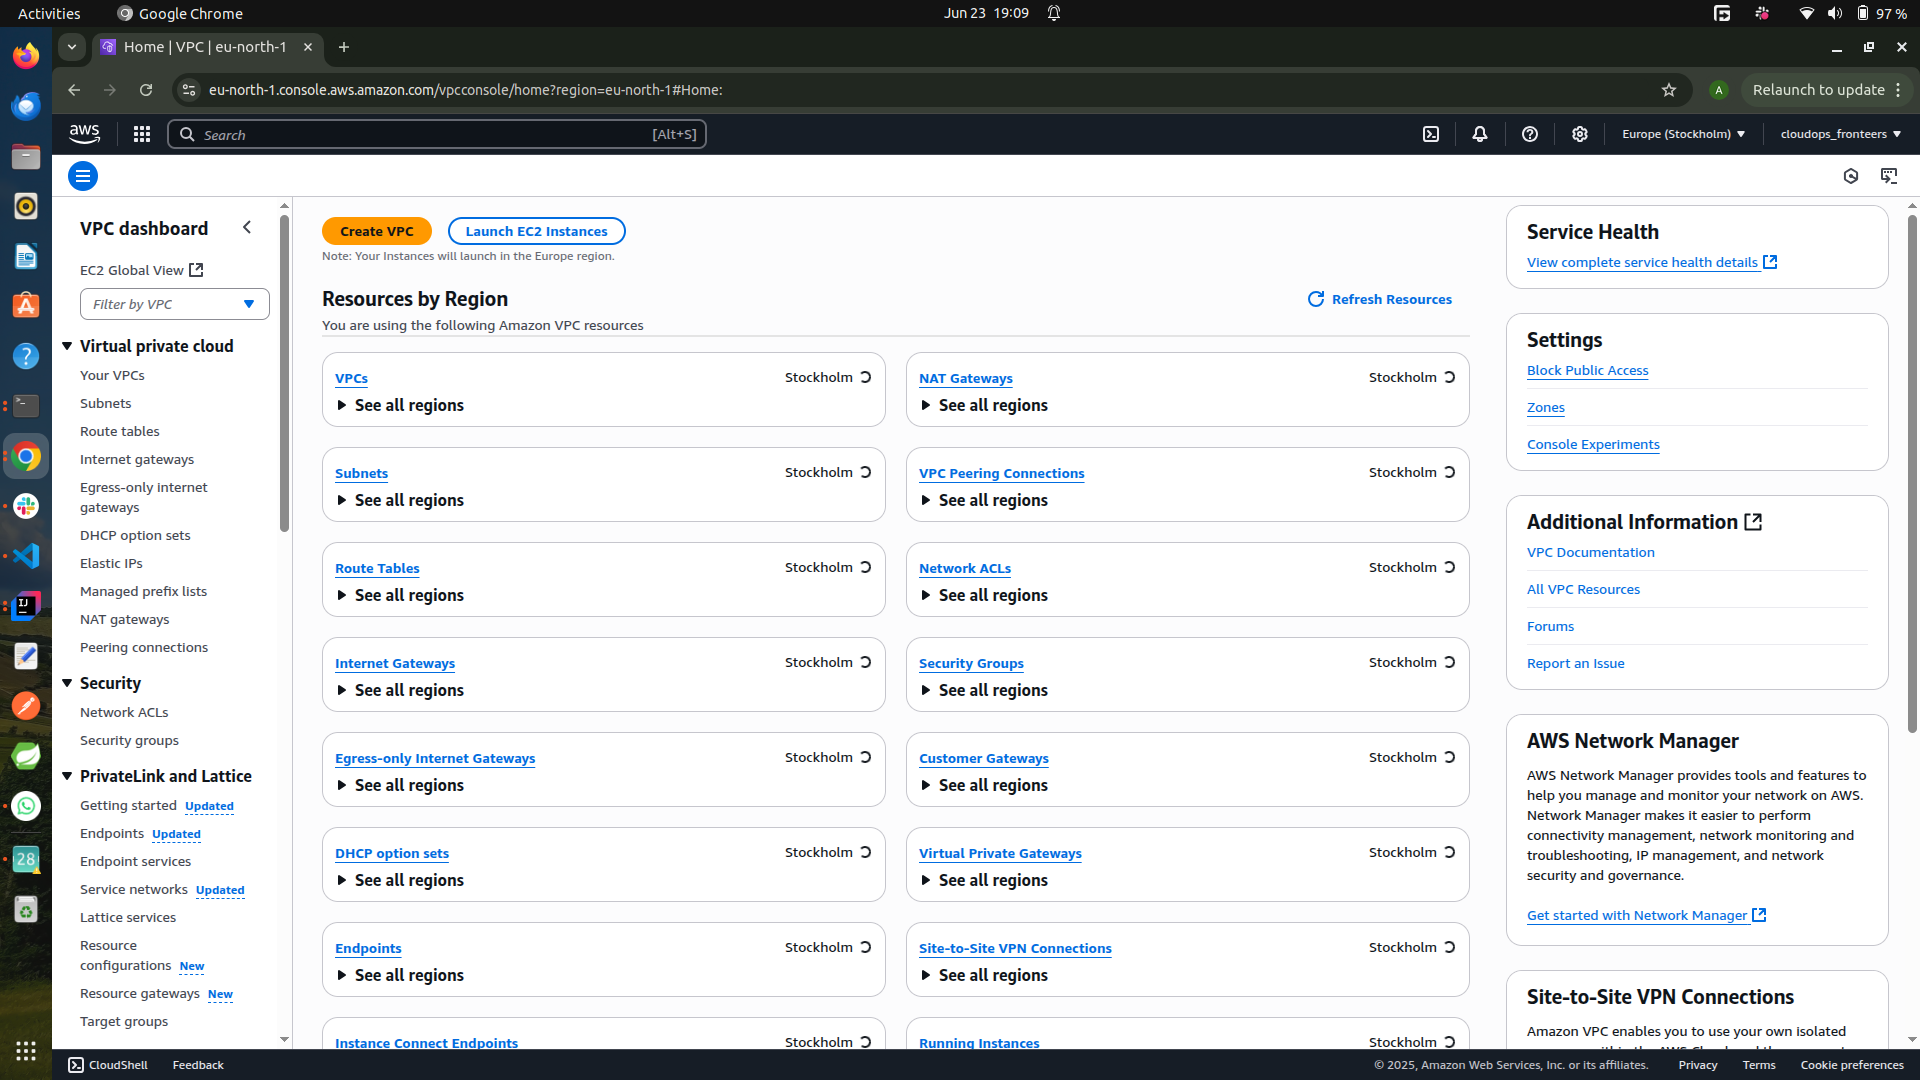 Activities
Google Chrome
Jun 23 19:09
97 %
Home | VPC | eu-north-1
eu-north-1.console.aws.amazon.com/vpcconsole/home?region=eu-north-1#Home:
A
Relaunch to update
aws
Search
[Alt+S]
Europe (Stockholm)
cloudops_fronteers
VPC dashboard
EC2 Global View
Filter by VPC
Virtual private cloud
Your VPCs
Subnets
Route tables
Internet gateways
Egress-only internet
gateways
DHCP option sets
Elastic IPs
Managed prefix lists
NAT gateways
Peering connections
Security
Network ACLs
Security groups
PrivateLink and Lattice
Getting started Updated
Endpoints Updated
Endpoint services
Service networks Updated
Lattice services
Resource
configurations New
Resource gateways New
Target groups
Create VPC
Launch EC2 Instances
Note: Your Instances will launch in the Europe region.
Resources by Region
Refresh Resources
You are using the following Amazon VPC resources
VPCs Stockholm
See all regions
NAT Gateways Stockholm
See all regions
Subnets Stockholm
See all regions
VPC Peering Connections Stockholm
See all regions
Route Tables Stockholm
See all regions
Network ACLs Stockholm
See all regions
Internet Gateways Stockholm
See all regions
Security Groups Stockholm
See all regions
Egress-only Internet Gateways Stockholm
See all regions
Customer Gateways Stockholm
See all regions
DHCP option sets Stockholm
See all regions
Virtual Private Gateways Stockholm
See all regions
Endpoints Stockholm
See all regions
Site-to-Site VPN Connections Stockholm
See all regions
Instance Connect Endpoints Stockholm
Running Instances Stockholm
Service Health
View complete service health details
Settings
Block Public Access
Zones
Console Experiments
Additional Information
VPC Documentation
All VPC Resources
Forums
Report an Issue
AWS Network Manager
AWS Network Manager provides tools and features to
help you manage and monitor your network on AWS.
Network Manager makes it easier to perform
connectivity management, network monitoring and
troubleshooting, IP management, and network
security and governance.
Get started with Network Manager
Site-to-Site VPN Connections
Amazon VPC enables you to use your own isolated
28
IJ
CloudShell
Feedback
© 2025, Amazon Web Services, Inc. or its affiliates.
Privacy
Terms
Cookie preferences